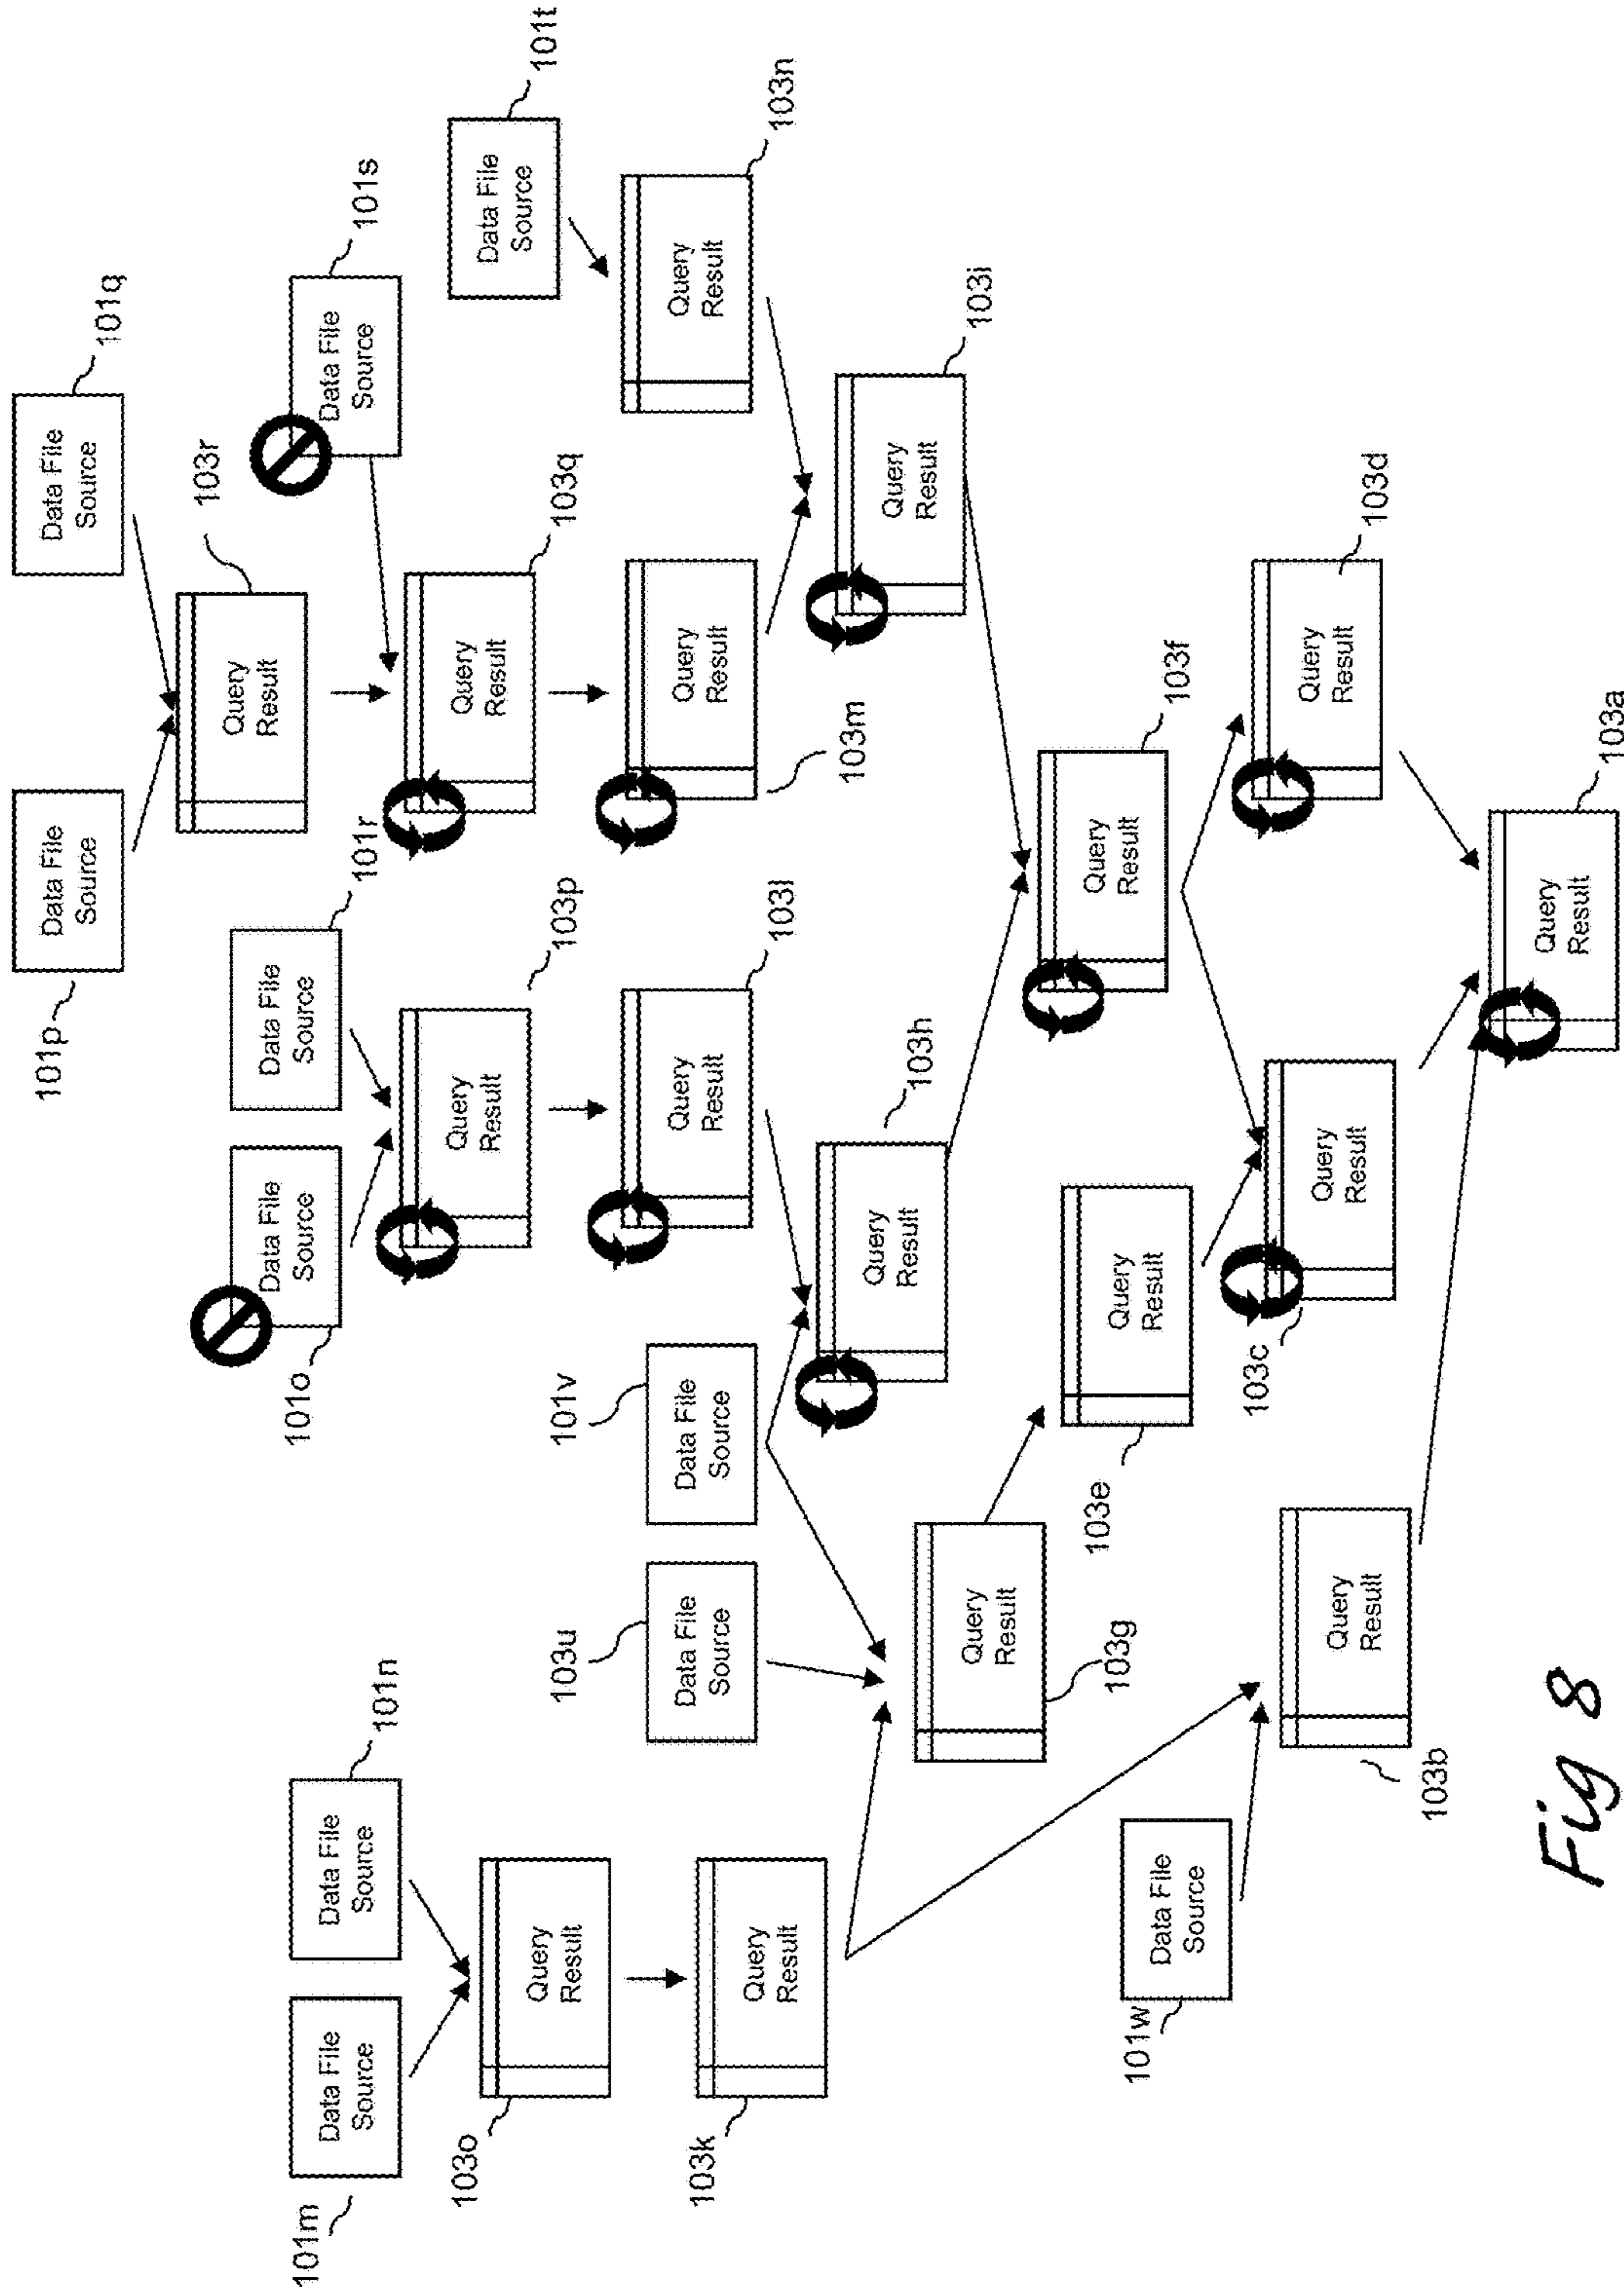 101p
Data File
Source
Data File
Source
101q
Query
Result
103r
101o
Data File
Source
Data File
Source
101r
101m
Data File
Source
Data File
Source
101n
Data File
Source
101s
103o
Query
Result
Query
Result
103p
Query
Result
103q
Data File
Source
101t
103k
Query
Result
103u
Data File
Source
101v
Data File
Source
Query
Result
103l
103m
Query
Result
Query
Result
103n
Query
Result
103h
Query
Result
103i
103g
Query
Result
103e
Query
Result
Query
Result
103f
101w
Data File
Source
103b
Query
Result
103c
Query
Result
Query
Result
103d
Query
Result
103a
Fig 8